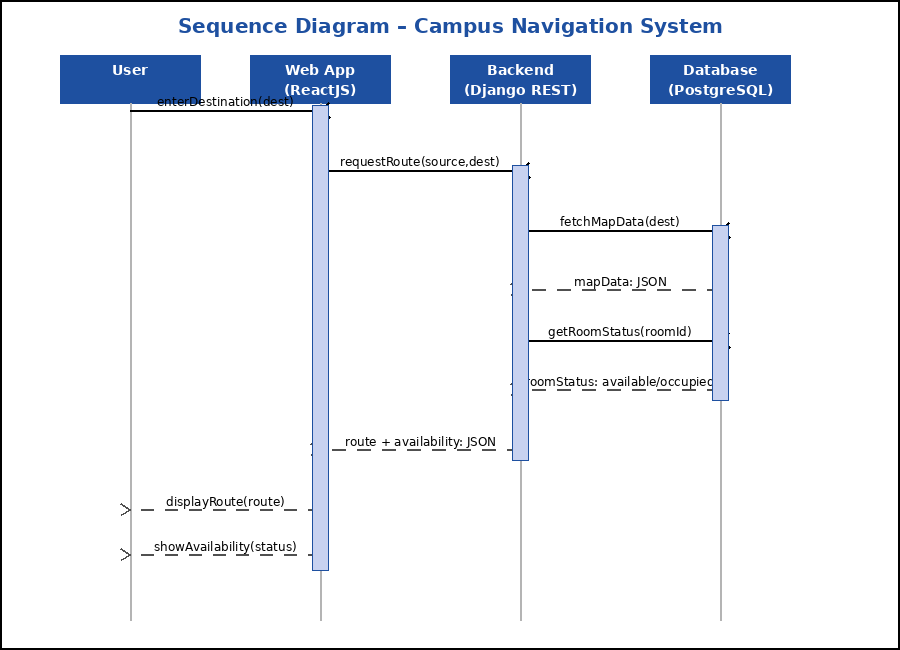 Sequence Diagram – Campus Navigation System
User
Web App
(ReactJS)
Backend
(Django REST)
Database
(PostgreSQL)
enterDestination(dest)
requestRoute(source,dest)
fetchMapData(dest)
mapData: JSON
getRoomStatus(roomId)
roomStatus: available/occupied
route + availability: JSON
displayRoute(route)
showAvailability(status)